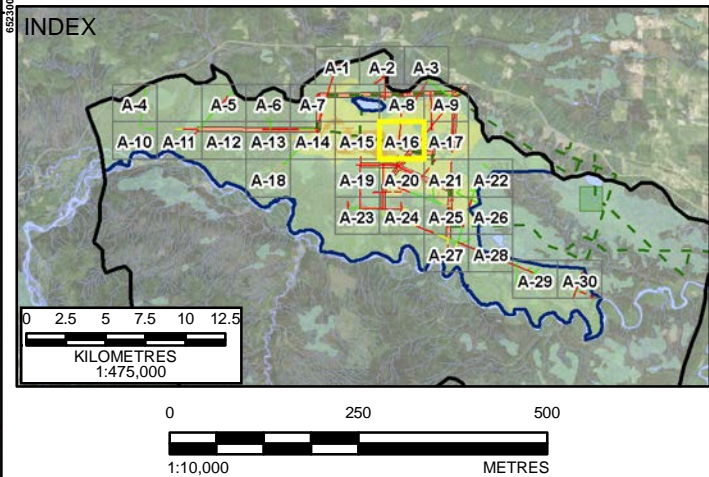 652300
INDEX
A-1 A-2 A-3
A-4 A-5 A-6 A-7 A-8 A-9
A-10 A-11 A-12 A-13 A-14 A-15 A-16 A-17
A-18 A-19 A-20 A-21 A-22
A-23 A-24 A-25 A-26
A-27 A-28
A-29 A-30
0 2.5 5 7.5 10 12.5
KILOMETRES
1:475,000
0 250 500
1:10,000 METRES